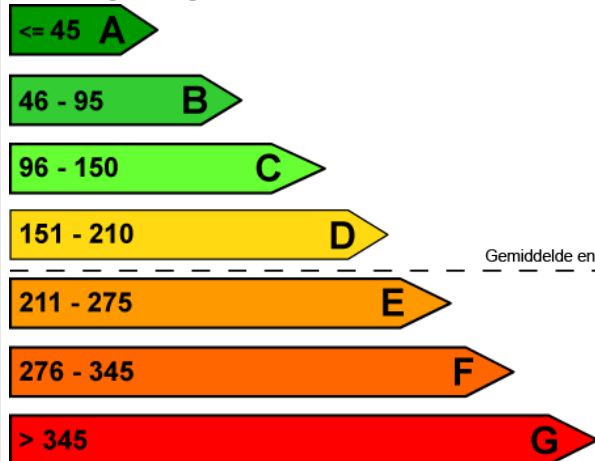 <= 45 A
46 - 95 B
96 - 150 C
151 - 210 D
Gemiddelde en
211 - 275 E
276 - 345 F
> 345 G